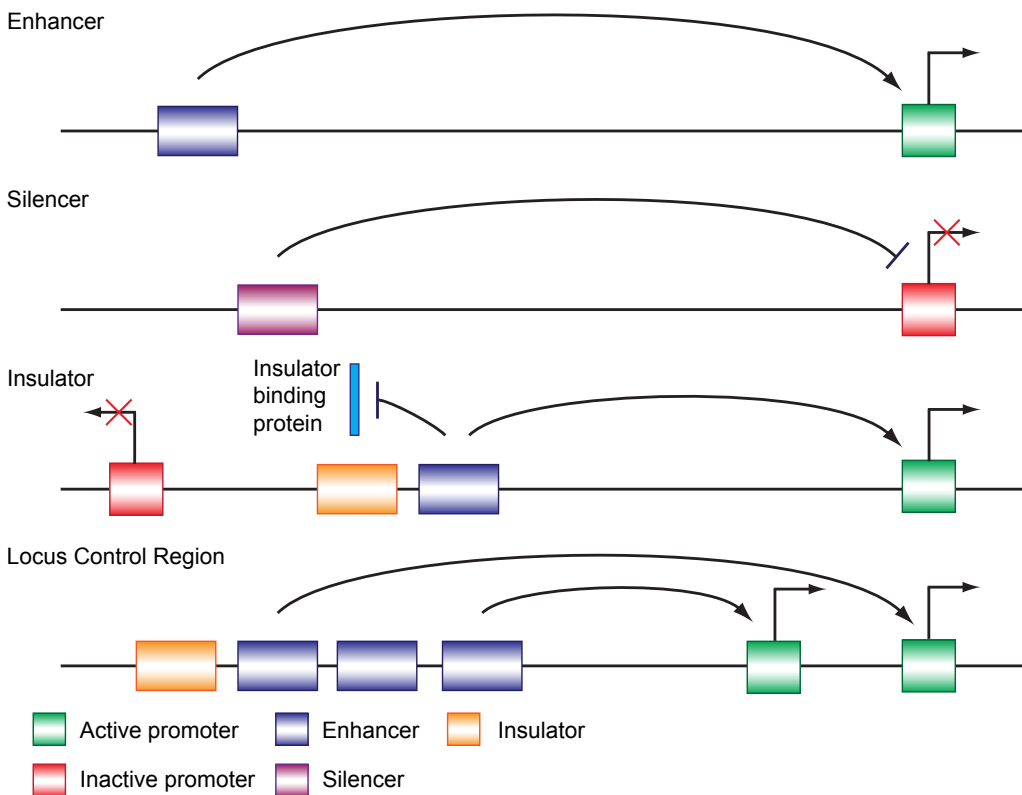 Enhancer
Silencer
Insulator
Insulator
binding
protein
Locus Control Region
Active promoter
Enhancer
Insulator
Inactive promoter
Silencer